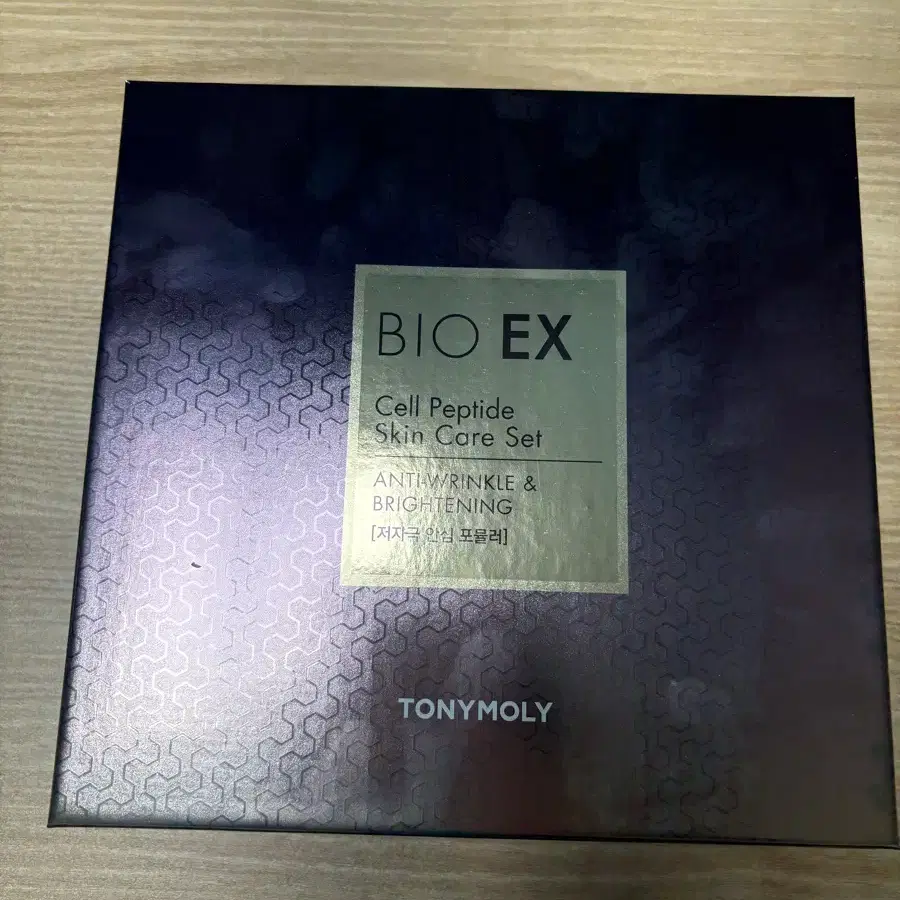 BIO EX
Cell Peptide
Skin Care Set
ANTI-WRINKLE &
BRIGHTENING
[저자극 안심 포뮬러]
TONYMOLY